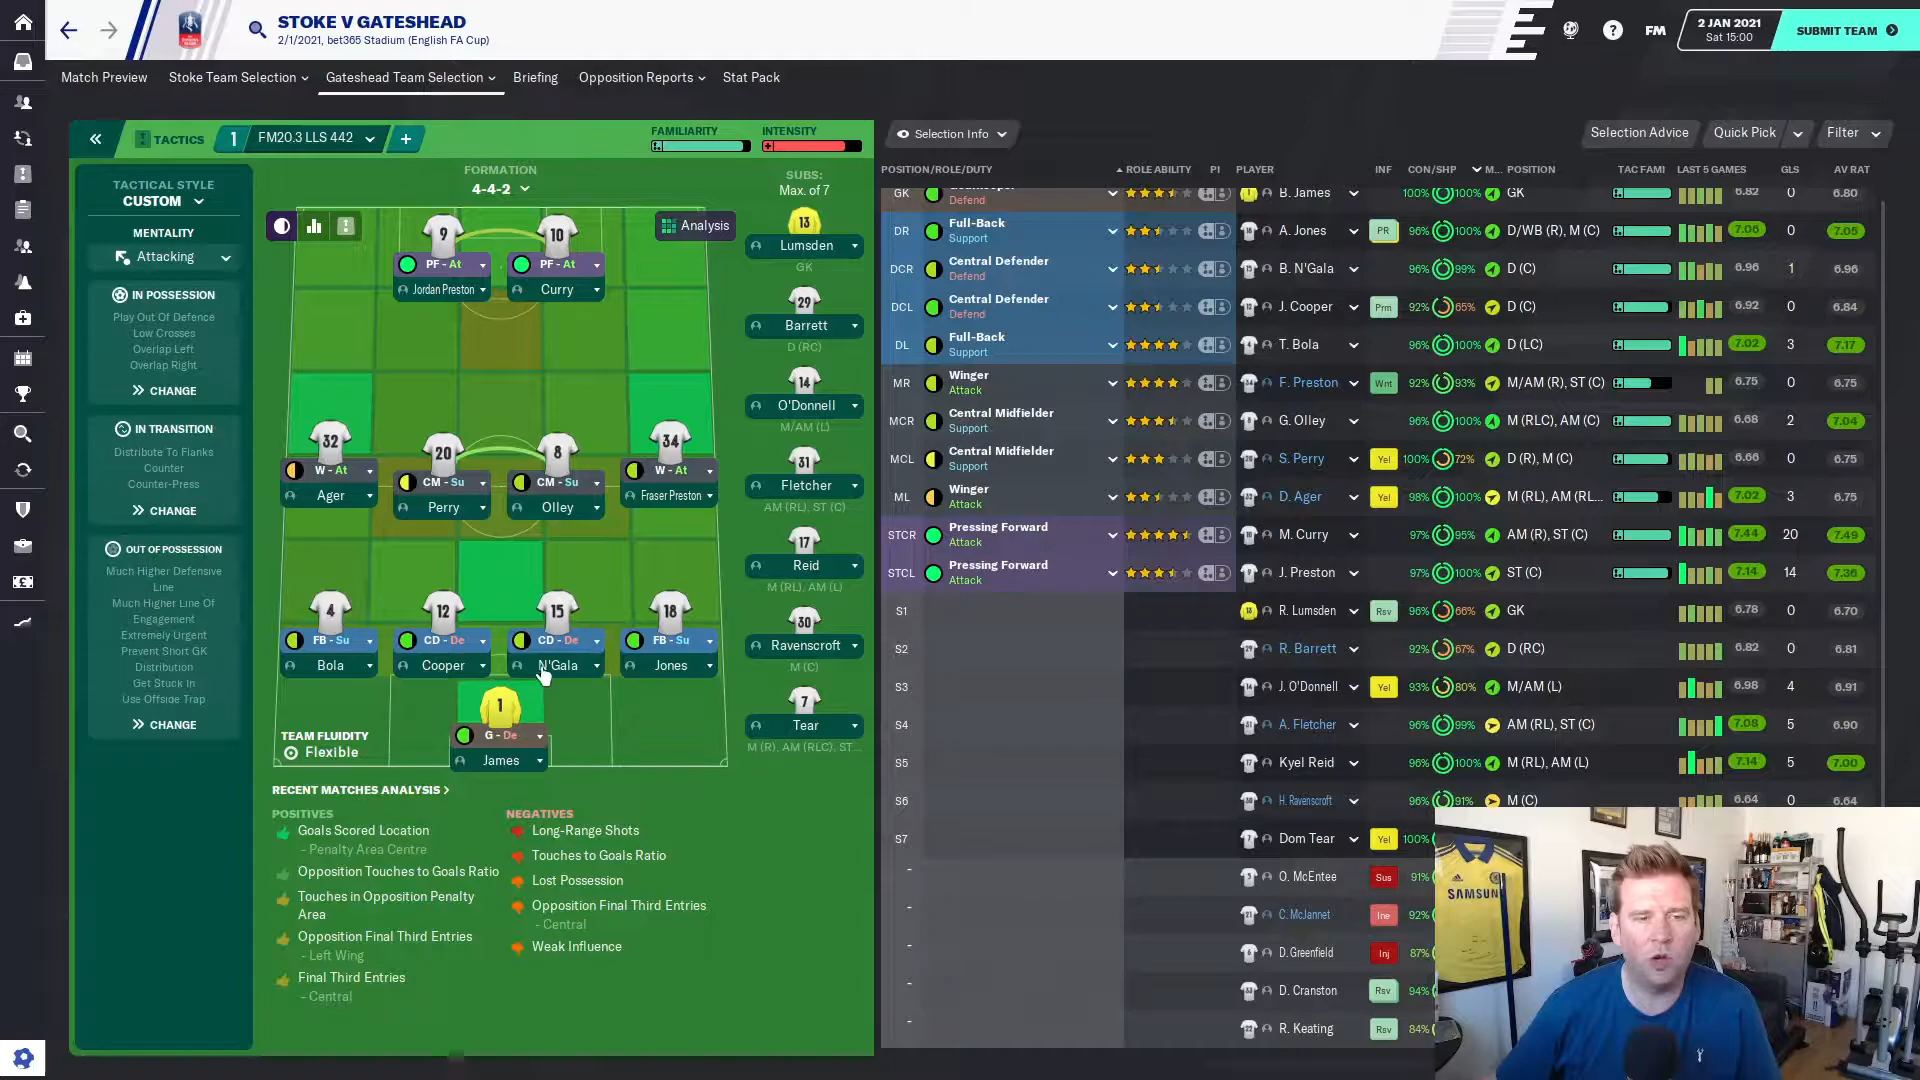 STOKE V GATESHEAD
2/1/2021, bet365 Stadium (English FA Cup)
FM
2 JAN 2021
Sat 15:00
SUBMIT TEAM
Match Preview
Stoke Team Selection
Gateshead Team Selection
Briefing
Opposition Reports
Stat Pack
TACTICS
1
FM20.3 LLS 442
FAMILIARITY
INTENSITY
TACTICAL STYLE
CUSTOM
MENTALITY
Attacking
IN POSSESSION
Play Out Of Defence
Low Crosses
Overlap Left
Overlap Right
CHANGE
IN TRANSITION
Distribute To Flanks
Counter
Counter-Press
CHANGE
OUT OF POSSESSION
Much Higher Defensive
Line
Much Higher Line Of
Engagement
Extremely Urgent
Prevent Short GK
Distribution
Get Stuck In
Use Offside Trap
CHANGE
FORMATION
4-4-2
Analysis
9
PF - At
Jordan Preston
10
PF - At
Curry
32
W - At
Ager
20
CM - Su
Perry
8
CM - Su
Olley
34
W - At
Fraser Preston
4
FB - Su
Bola
12
CD - De
Cooper
15
CD - De
N'Gala
18
FB - Su
Jones
1
G - De
James
TEAM FLUIDITY
Flexible
SUBS:
Max. of 7
13
Lumsden
GK
29
Barrett
D (RC)
14
O'Donnell
M/AM (L)
31
Fletcher
AM (RL), ST (C)
17
Reid
M (RL), AM (L)
30
Ravenscroft
M (C)
7
Tear
M (R), AM (RLC), ST...
RECENT MATCHES ANALYSIS
POSITIVES
Goals Scored Location
- Penalty Area Centre
Opposition Touches to Goals Ratio
Touches in Opposition Penalty
Area
Opposition Final Third Entries
- Left Wing
Final Third Entries
- Central
NEGATIVES
Long-Range Shots
Touches to Goals Ratio
Lost Possession
Opposition Final Third Entries
- Central
Weak Influence
Selection Info
Selection Advice
Quick Pick
Filter
POSITION/ROLE/DUTY ROLE ABILITY PI PLAYER INF CON/SHP M... POSITION TAC FAMI LAST 5 GAMES GLS AV RAT
GK Defend B. James 100% 100% GK 6.82 0 6.80
DR Full-Back Support A. Jones PR 96% 100% D/WB (R), M (C) 7.06 0 7.05
DCR Central Defender Defend B. N'Gala 96% 99% D (C) 6.96 1 6.96
DCL Central Defender Defend J. Cooper Prm 92% 65% D (C) 6.92 0 6.84
DL Full-Back Support T. Bola 96% 100% D (LC) 7.02 3 7.17
MR Winger Attack F. Preston Wnt 92% 93% M/AM (R), ST (C) 6.75 0 6.75
MCR Central Midfielder Support G. Olley 96% 100% M (RLC), AM (C) 6.68 2 7.04
MCL Central Midfielder Support S. Perry Yel 100% 72% D (R), M (C) 6.66 0 6.75
ML Winger Attack D. Ager Yel 98% 100% M (RL), AM (RL... 7.02 3 6.75
STCR Pressing Forward Attack M. Curry 97% 95% AM (R), ST (C) 7.44 20 7.49
STCL Pressing Forward Attack J. Preston 97% 100% ST (C) 7.14 14 7.36
S1 R. Lumsden Rsv 96% 66% GK 6.78 0 6.70
S2 R. Barrett 92% 67% D (RC) 6.82 0 6.81
S3 J. O'Donnell Yel 93% 80% M/AM (L) 6.98 4 6.91
S4 A. Fletcher 96% 99% AM (RL), ST (C) 7.08 5 6.90
S5 Kyel Reid 96% 100% M (RL), AM (L) 7.14 5 7.00
S6 H. Ravenscroft 96% 91% M (C) 6.64 0 6.64
S7 Dom Tear Yel 100%
- O. McEntee Sus 91%
- C. McJannet Ine 92%
- D. Greenfield Inj 87%
- D. Cranston Rsv 94%
- R. Keating Rsv 84%
SAMSUNG